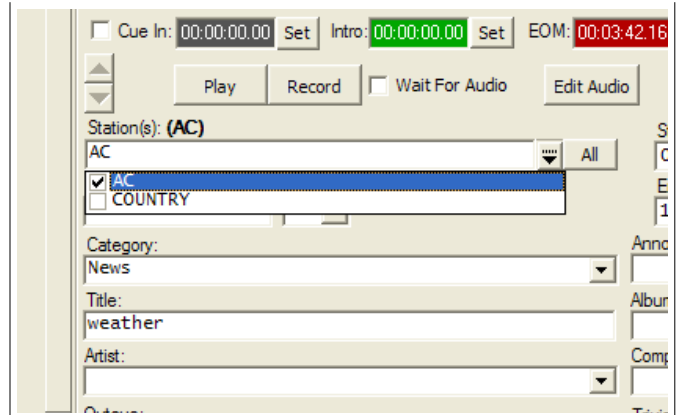 Cue In: 00:00:00.00 Set Intro: 00:00:00.00 Set EOM: 00:03:42.16
Play Record Wait For Audio Edit Audio
Station(s): (AC)
AC All
AC
COUNTRY
Category:
News
Title:
weather
Artist: